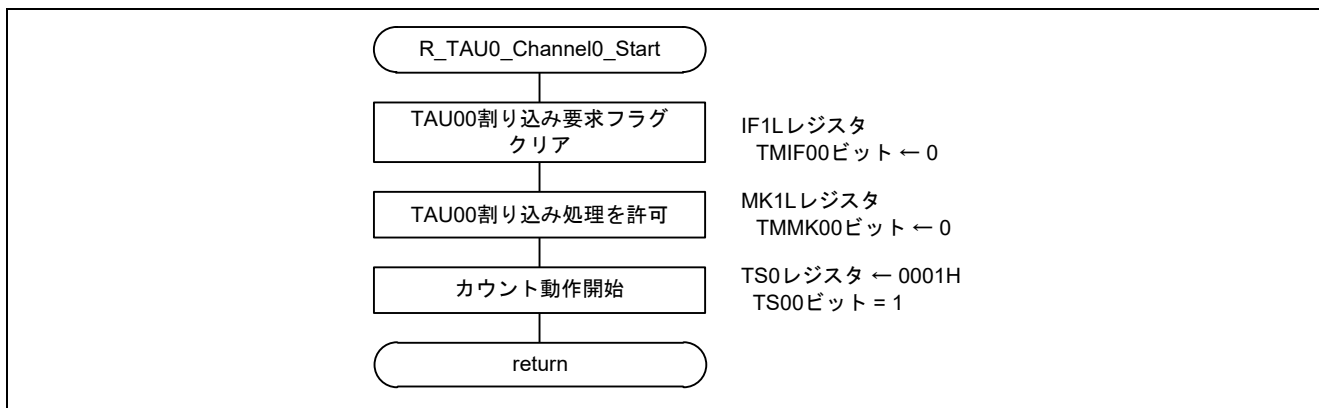 R_TAU0_Channel0_Start
TAU00割り込み要求フラグ
クリア
IF1Lレジスタ
TMIF00ビット ← 0
TAU00割り込み処理を許可
MK1Lレジスタ
TMMK00ビット ← 0
カウント動作開始
TS0レジスタ ← 0001H
TS00ビット = 1
return